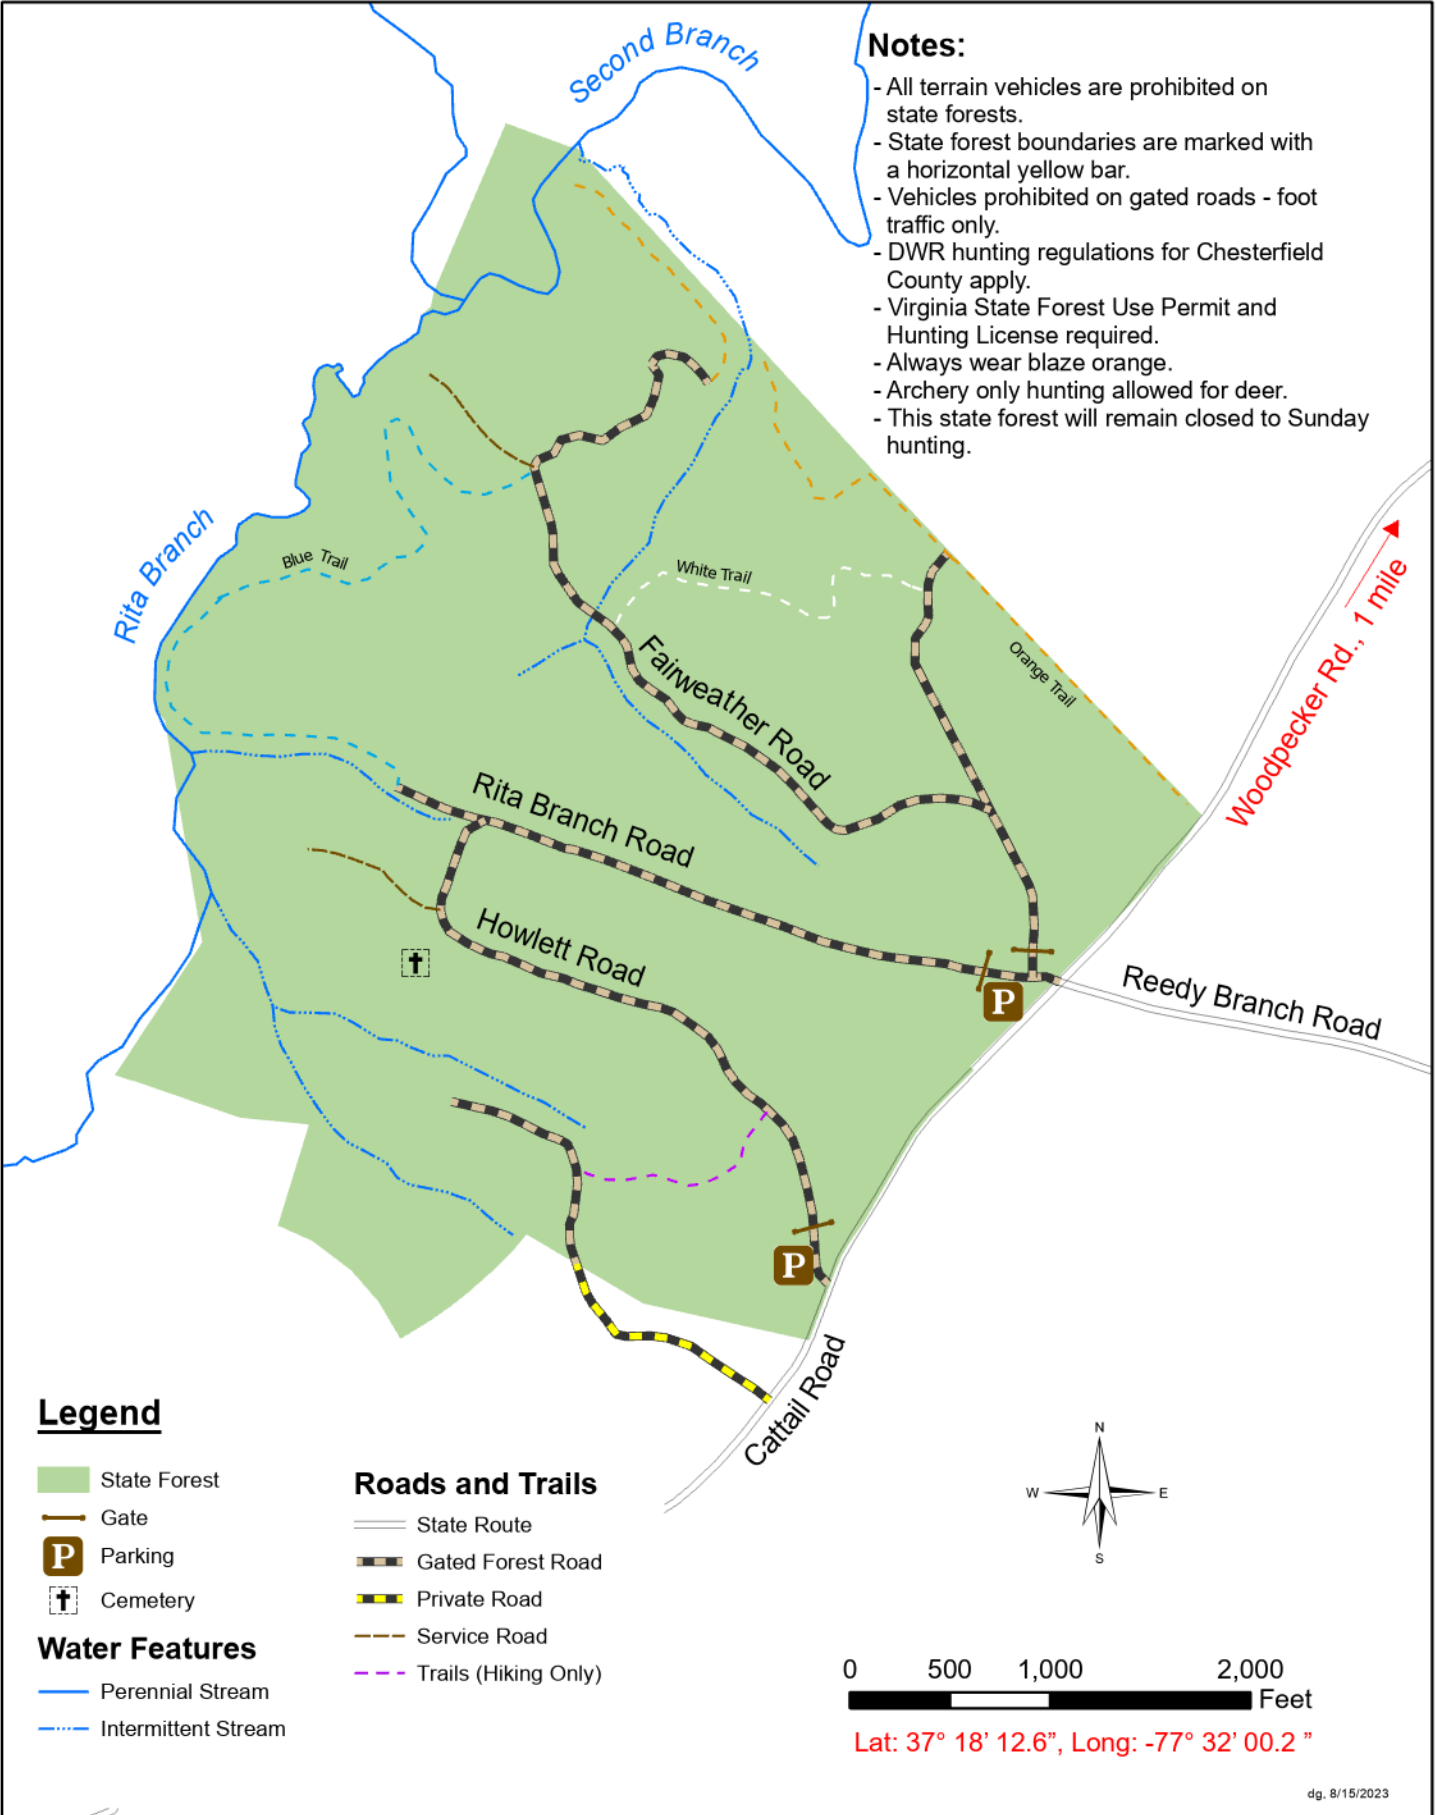 Second Branch
Notes:
- All terrain vehicles are prohibited on
state forests.
- State forest boundaries are marked with
a horizontal yellow bar.
- Vehicles prohibited on gated roads - foot
traffic only.
- DWR hunting regulations for Chesterfield
County apply.
- Virginia State Forest Use Permit and
Hunting License required.
- Always wear blaze orange.
- Archery only hunting allowed for deer.
- This state forest will remain closed to Sunday
hunting.
Rita Branch
Blue Trail
White Trail
Orange Trail
Woodpecker Rd., 1 mile
Fairweather Road
Rita Branch Road
Howlett Road
Reedy Branch Road
P
P
Cattail Road
Legend
State Forest
Gate
P Parking
Cemetery
Water Features
Perennial Stream
Intermittent Stream
Roads and Trails
State Route
Gated Forest Road
Private Road
Service Road
Trails (Hiking Only)
N
W E
S
0 500 1,000 2,000
Feet
Lat: 37° 18’ 12.6”, Long: -77° 32’ 00.2 ”
dg, 8/15/2023